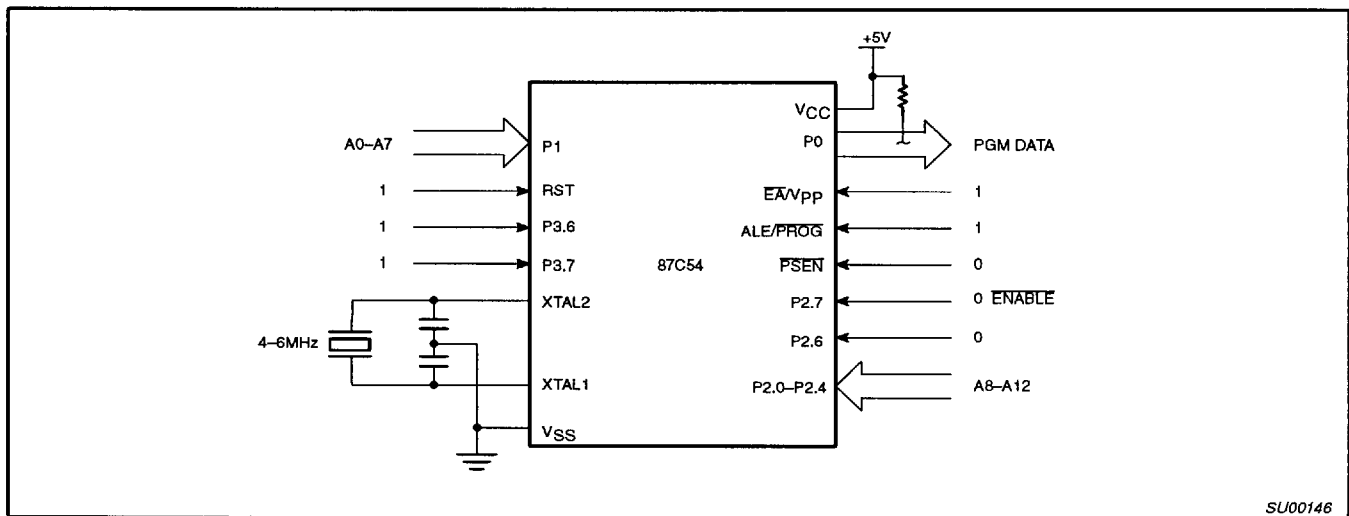 +5V
VCC
A0–A7
P1
P0
PGM DATA
1
RST
EA/VPP
1
1
P3.6
ALE/PROG
1
1
P3.7
87C54
PSEN
0
XTAL2
P2.7
0 ENABLE
4–6MHz
P2.6
0
XTAL1
P2.0–P2.4
A8–A12
VSS
SU00146